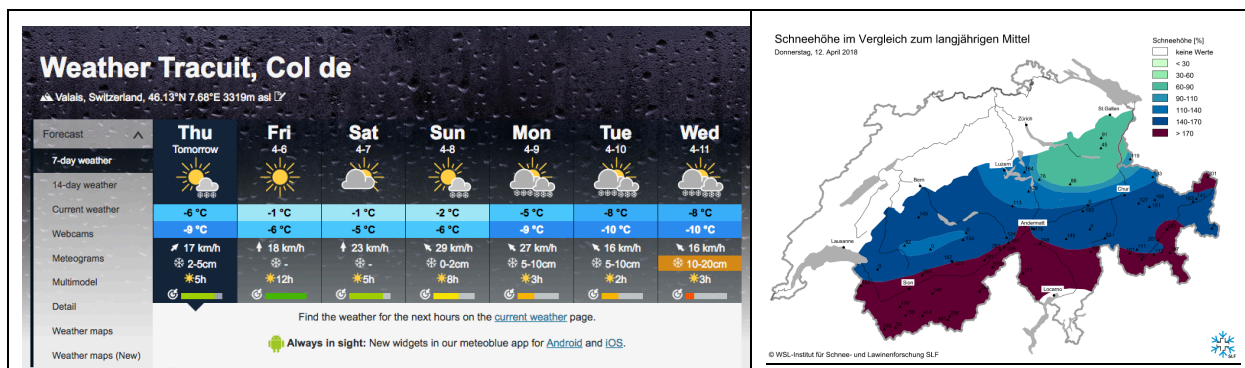 Weather Tracuit, Col de
Valais, Switzerland, 46.13°N 7.68°E 3319m asl
Forecast
7-day weather
14-day weather
Current weather
Webcams
Meteograms
Multimodel
Detail
Weather maps
Weather maps (New)
Thu Fri Sat Sun Mon Tue Wed
Tomorrow 4-6 4-7 4-8 4-9 4-10 4-11
-6 °C -1 °C -1 °C -2 °C -5 °C -8 °C -8 °C
-9 °C -6 °C -5 °C -6 °C -9 °C -10 °C -10 °C
17 km/h 18 km/h 23 km/h 29 km/h 27 km/h 16 km/h 16 km/h
2-5cm - - 0-2cm 5-10cm 5-10cm 10-20cm
5h 12h 5h 8h 3h 2h 3h
Find the weather for the next hours on the current weather page.
Always in sight: New widgets in our meteoblue app for Android and iOS.
Schneehöhe im Vergleich zum langjährigen Mittel
Donnerstag, 12. April 2018
Schneehöhe [%]
keine Werte
< 30
30-60
60-90
90-110
110-140
140-170
> 170
St.Gallen
Zürich
Luzern
Bern
Chur
Andermatt
Lausanne
Sion
Locarno
© WSL-Institut für Schnee- und Lawinenforschung SLF
SLF